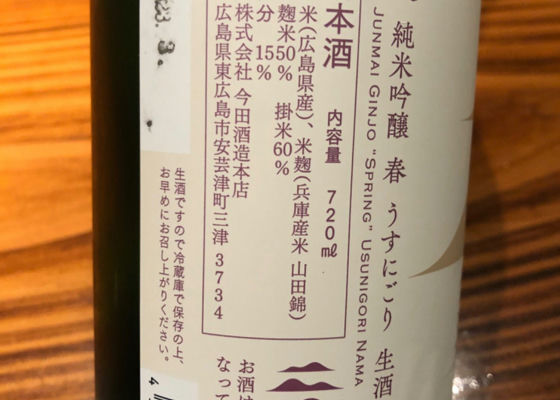 純米吟醸 春 うすにごり 生酒
JUNMAI GINJO "SPRING" USUNIGORI NAMA
本酒 内容量 720㎖
米(広島県産)、米麹(兵庫産米 山田錦)
麹米50% 掛米60%
分 15%
株式会社 今田酒造本店
広島県東広島市安芸津町三津 3734
生酒ですので冷蔵庫で保存の上、
お早めにお召し上がりください。
お酒は
なって